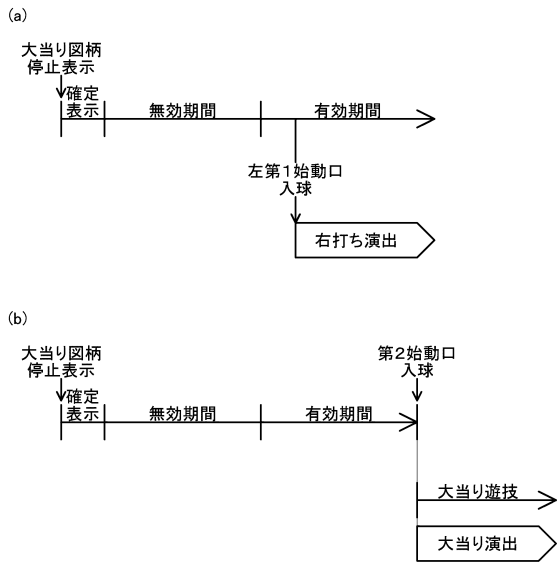 (a)
大当り図柄
停止表示
確定
表示
無効期間
有効期間
左第1始動口
入球
右打ち演出
(b)
大当り図柄
停止表示
第2始動口
入球
確定
表示
無効期間
有効期間
大当り遊技
大当り演出